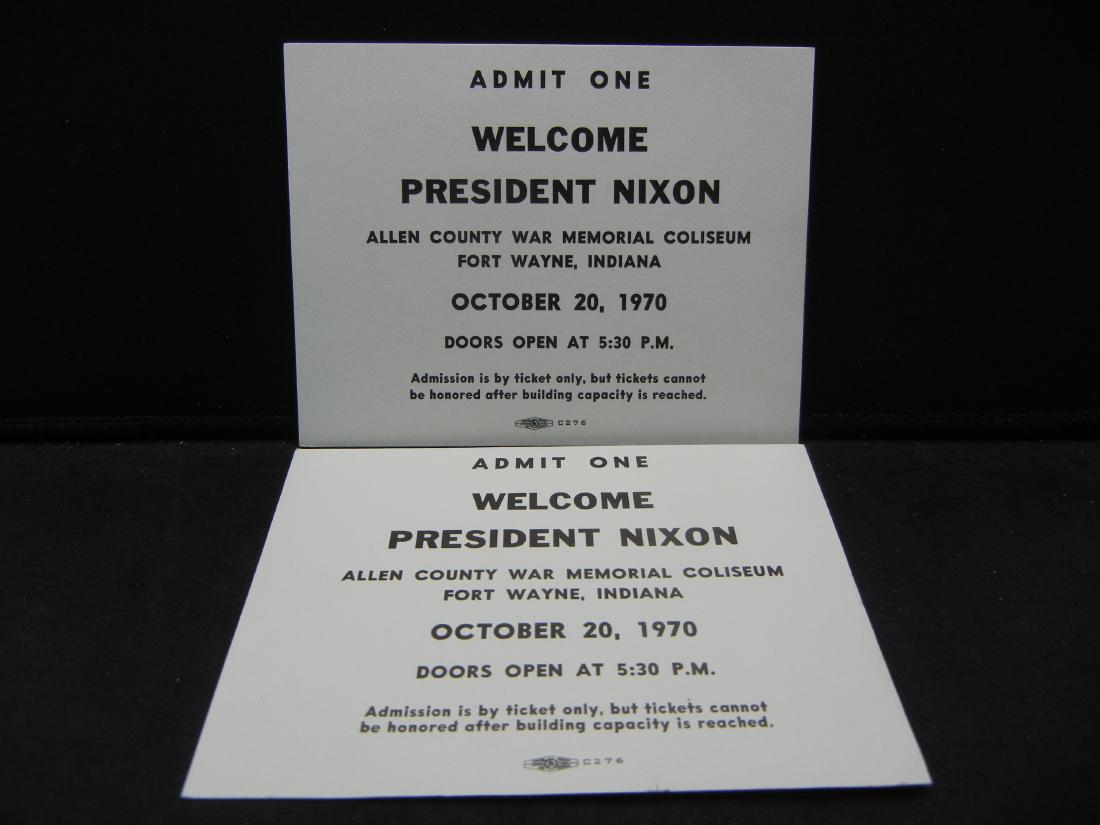 ADMIT ONE
WELCOME
PRESIDENT NIXON
ALLEN COUNTY WAR MEMORIAL COLISEUM
FORT WAYNE, INDIANA
OCTOBER 20, 1970
DOORS OPEN AT 5:30 P.M.
Admission is by ticket only, but tickets cannot
be honored after building capacity is reached.
C276
ADMIT ONE
WELCOME
PRESIDENT NIXON
ALLEN COUNTY WAR MEMORIAL COLISEUM
FORT WAYNE, INDIANA
OCTOBER 20, 1970
DOORS OPEN AT 5:30 P.M.
Admission is by ticket only, but tickets cannot
be honored after building capacity is reached.
C276